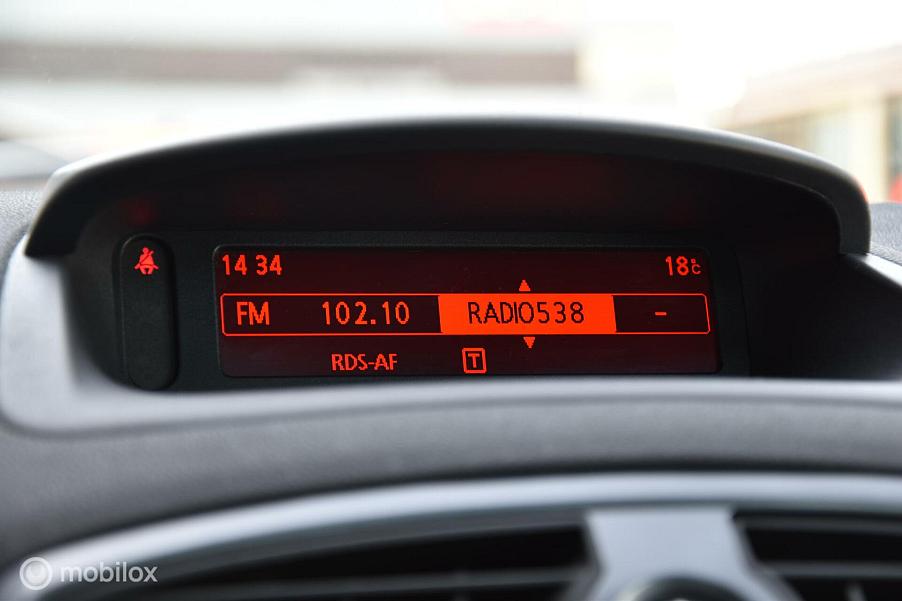 14 34 18°C
FM 102.10 RADIO538 -
RDS-AF T
mobilox